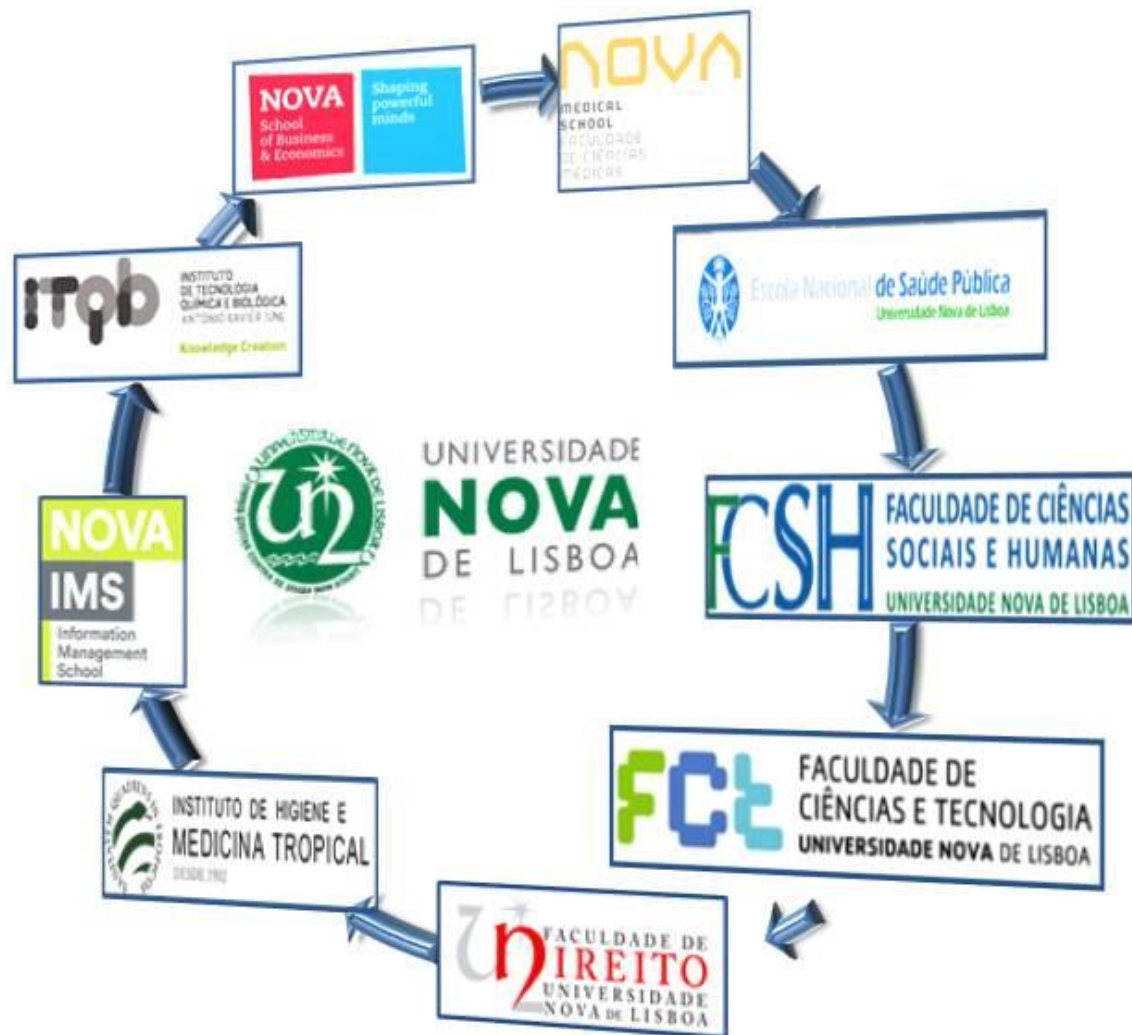 NOVA
School
of Business
& Economics
Shaping
powerful
minds
NOVA
MEDICAL
SCHOOL
FACULDADE
DE CIÊNCIAS
MÉDICAS
Escola Nacional de Saúde Pública
Universidade Nova de Lisboa
FCSH
FACULDADE DE CIÊNCIAS
SOCIAIS E HUMANAS
UNIVERSIDADE NOVA DE LISBOA
FCt
FACULDADE DE
CIÊNCIAS E TECNOLOGIA
UNIVERSIDADE NOVA DE LISBOA
FACULDADE DE
DIREITO
UNIVERSIDADE
NOVA DE LISBOA
INSTITUTO DE HIGIENE E
MEDICINA TROPICAL
DESDE 1902
NOVA
IMS
Information
Management
School
iTqb
INSTITUTO
DE TECNOLOGIA
QUÍMICA E BIOLÓGICA
ANTÓNIO XAVIER /UNL
Knowledge Creation
UNIVERSIDADE
NOVA
DE LISBOA